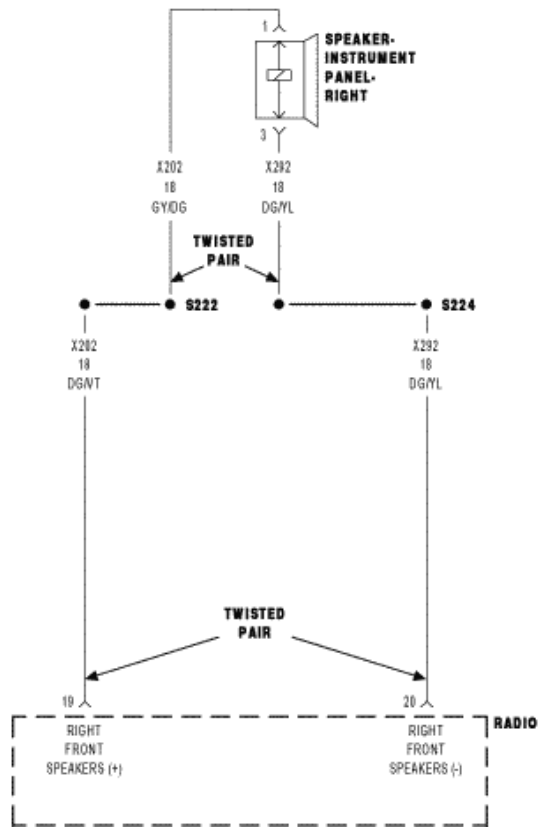 1
SPEAKER-
INSTRUMENT
PANEL-
RIGHT
3
X202
18
GY/DG
X292
18
DG/YL
TWISTED
PAIR
S222
S224
X202
18
DG/VT
X292
18
DG/YL
TWISTED
PAIR
19
20
RADIO
RIGHT
FRONT
SPEAKERS (+)
RIGHT
FRONT
SPEAKERS (-)